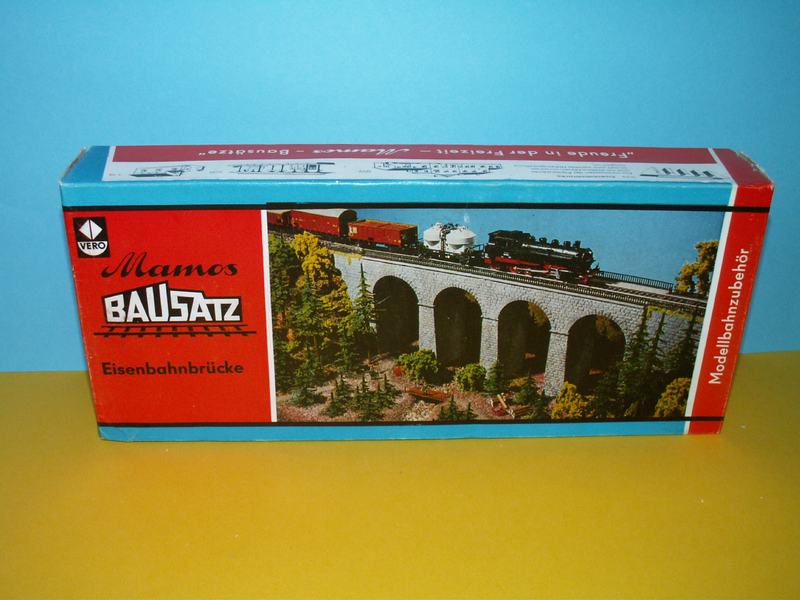 „Freude in der Freizeit – Mamos – Bausätze“
VERO
Mamos
BAUSATZ
Eisenbahnbrücke
Modellbahnzubehör